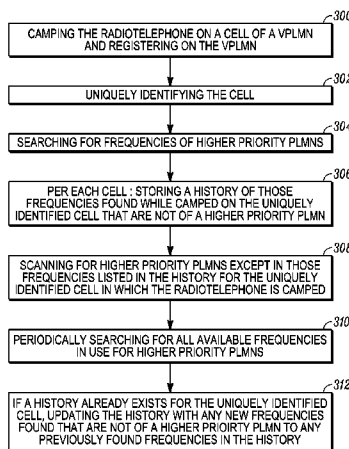 300
CAMPING THE RADIOTELEPHONE ON A CELL OF A VPLMN
AND REGISTERING ON THE VPLMN
302
UNIQUELY IDENTIFYING THE CELL
304
SEARCHING FOR FREQUENCIES OF HIGHER PRIORITY PLMNS
306
PER EACH CELL : STORING A HISTORY OF THOSE
FREQUENCIES FOUND WHILE CAMPED ON THE UNIQUELY
IDENTIFIED CELL THAT ARE NOT OF A HIGHER PRIORITY PLMN
308
SCANNING FOR HIGHER PRIORITY PLMNS EXCEPT IN THOSE
FREQUENCIES LISTED IN THE HISTORY FOR THE UNIQUELY
IDENTIFIED CELL IN WHICH THE RADIOTELEPHONE IS CAMPED
310
PERIODICALLY SEARCHING FOR ALL AVAILABLE FREQUENCIES
IN USE FOR HIGHER PRIORITY PLMNS
312
IF A HISTORY ALREADY EXISTS FOR THE UNIQUELY IDENTIFIED
CELL, UPDATING THE HISTORY WITH ANY NEW FREQUENCIES
FOUND THAT ARE NOT OF A HIGHER PRIOIRTY PLMN TO ANY
PREVIOUSLY FOUND FREQUENCIES IN THE HISTORY